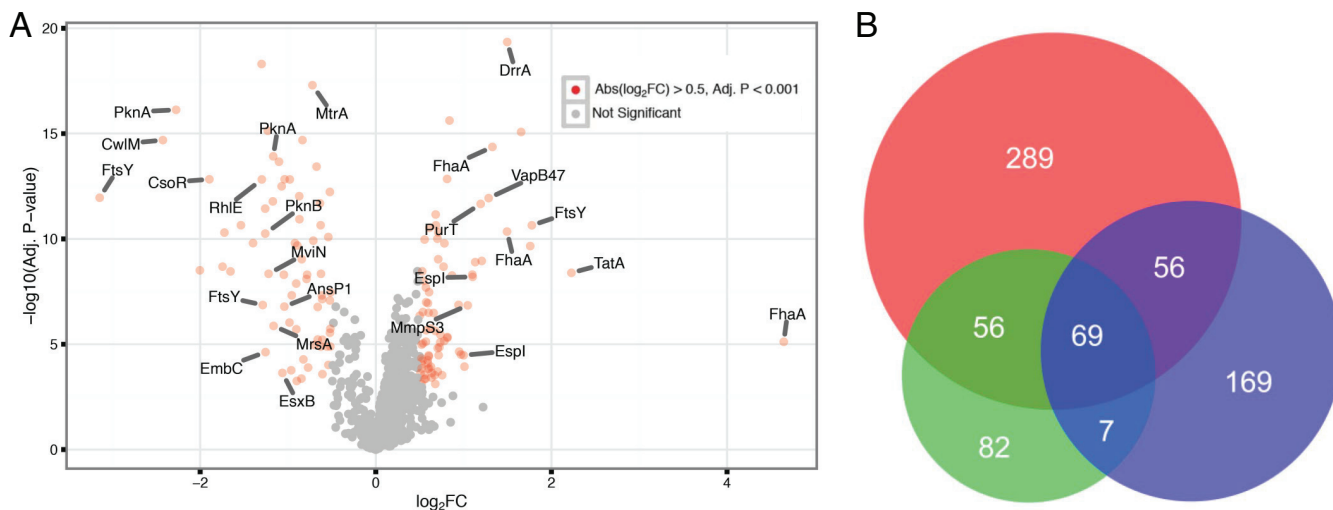 A
B
20
15
10
5
0
−log10(Adj. P−value)
−2
0
2
4
log₂FC
Abs(log₂FC) > 0.5, Adj. P < 0.001
Not Significant
DrrA
PknA
MtrA
CwlM
PknA
FtsY
CsoR
FhaA
VapB47
RhlE
PknB
PurT
FtsY
MviN
FhaA
TatA
EspI
FtsY
AnsP1
MmpS3
FhaA
MrsA
EspI
EmbC
EsxB
289
56
56
69
169
82
7